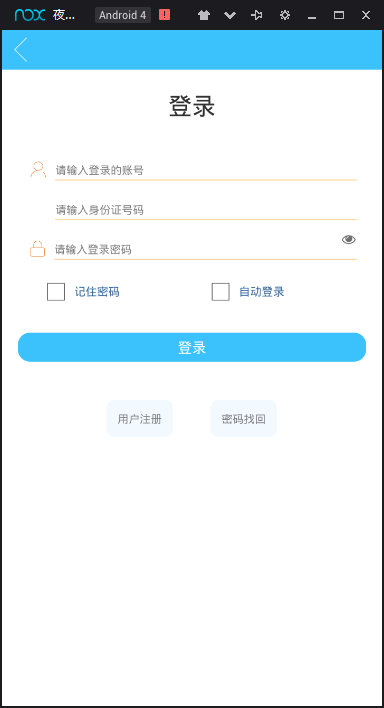 nox 夜... Android 4
登录
请输入登录的账号
请输入身份证号码
请输入登录密码
记住密码 自动登录
登录
用户注册 密码找回